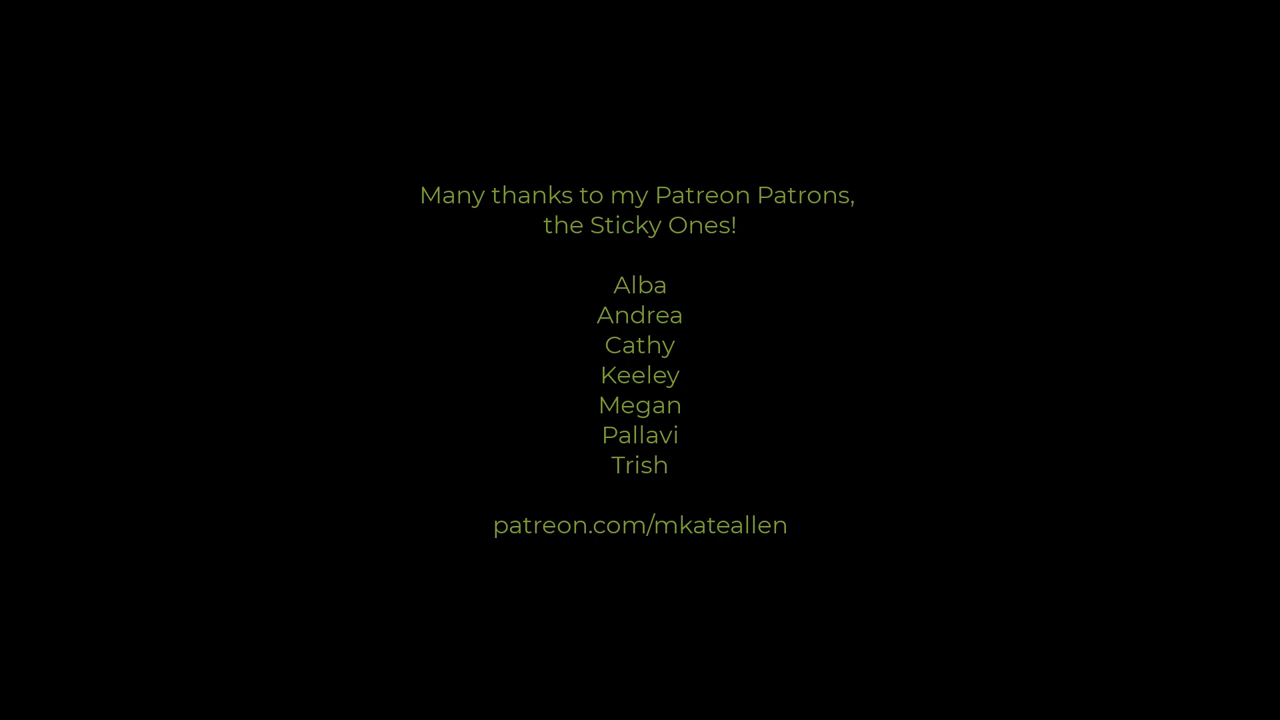 Many thanks to my Patreon Patrons,
the Sticky Ones!
Alba
Andrea
Cathy
Keeley
Megan
Pallavi
Trish
patreon.com/mkateallen